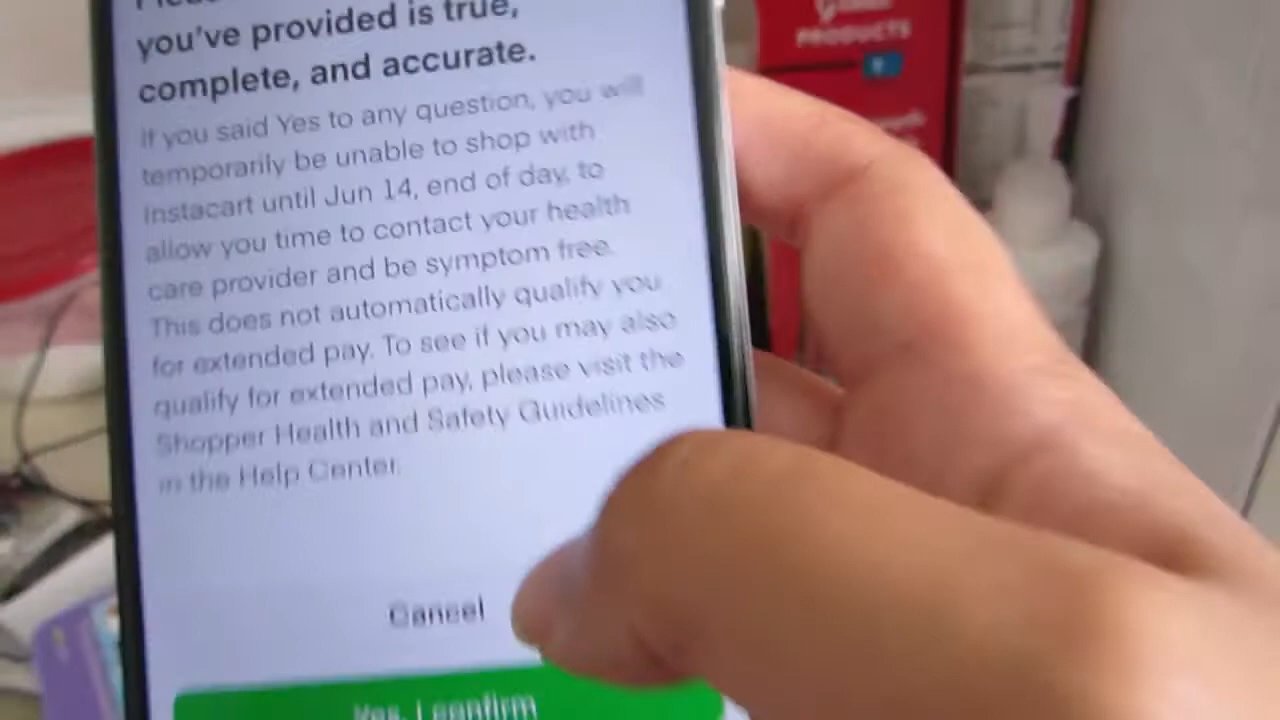 you've provided is true,
complete, and accurate.
If you said Yes to any question, you will
temporarily be unable to shop with
Instacart until Jun 14, end of day, to
allow you time to contact your health
care provider and be symptom free.
This does not automatically qualify you
for extended pay. To see if you may also
qualify for extended pay, please visit the
Shopper Health and Safety Guidelines
in the Help Center.
Cancel
Yes, I confirm
PRODUCTS